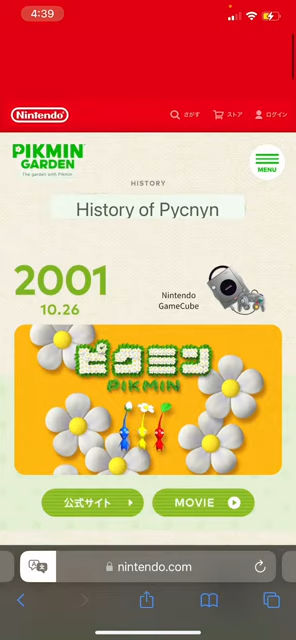 4:39
Nintendo
さがす
ストア
ログイン
PIKMIN
GARDEN
The garden with Pikmin
MENU
HISTORY
History of Pycnyn
2001
10.26
Nintendo
GameCube
ピクミン
PIKMIN
公式サイト
MOVIE
nintendo.com